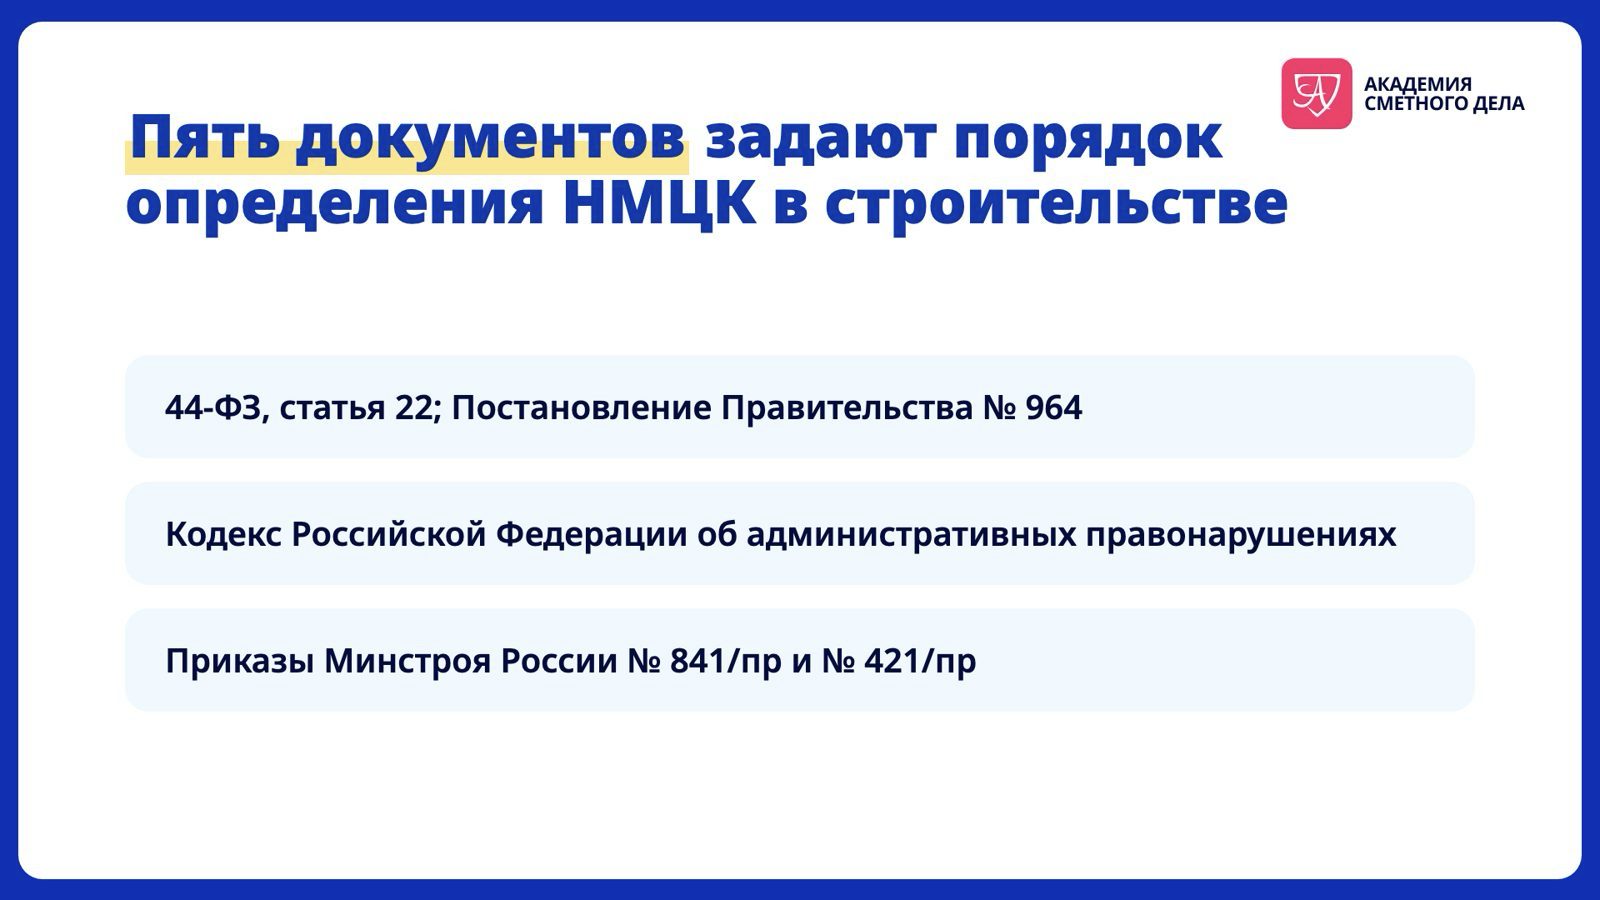 АКАДЕМИЯ
СМЕТНОГО ДЕЛА
Пять документов задают порядок
определения НМЦК в строительстве
44-ФЗ, статья 22; Постановление Правительства № 964
Кодекс Российской Федерации об административных правонарушениях
Приказы Минстроя России № 841/пр и № 421/пр